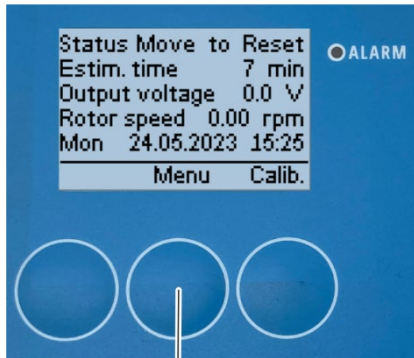 Status Move to Reset
ALARM
Estim. time 7 min
Output voltage 0.0 V
Rotor speed 0.00 rpm
Mon 24.05.2023 15:25
Menu Calib.